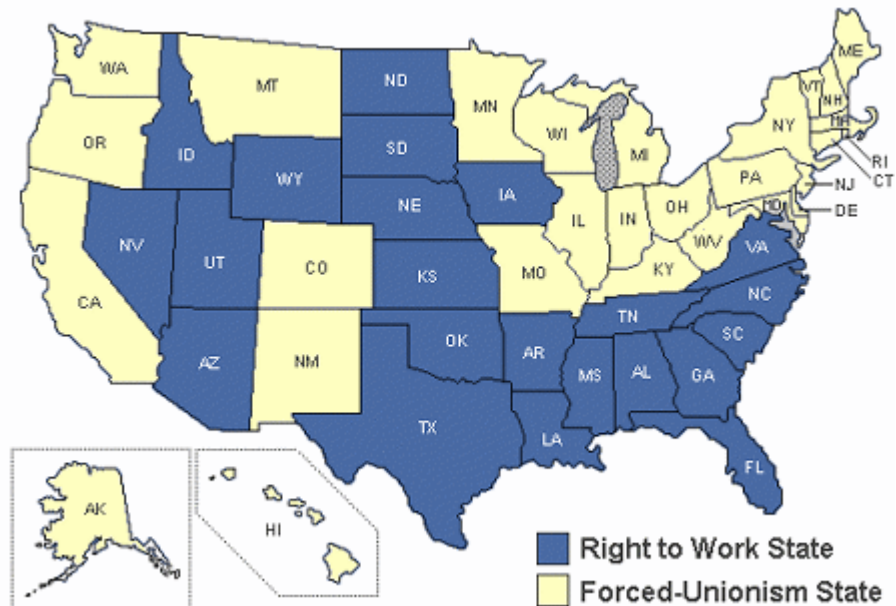 WA
MT
ND
MN
ME
VT
NH
OR
ID
SD
WI
MI
NY
MA
RI
CT
WY
IA
PA
NJ
NE
OH
MD
DE
NV
UT
CO
KS
MO
IL
IN
WV
VA
KY
CA
AZ
NM
OK
AR
TN
NC
SC
MS
AL
GA
TX
LA
FL
AK
HI
Right to Work State
Forced-Unionism State